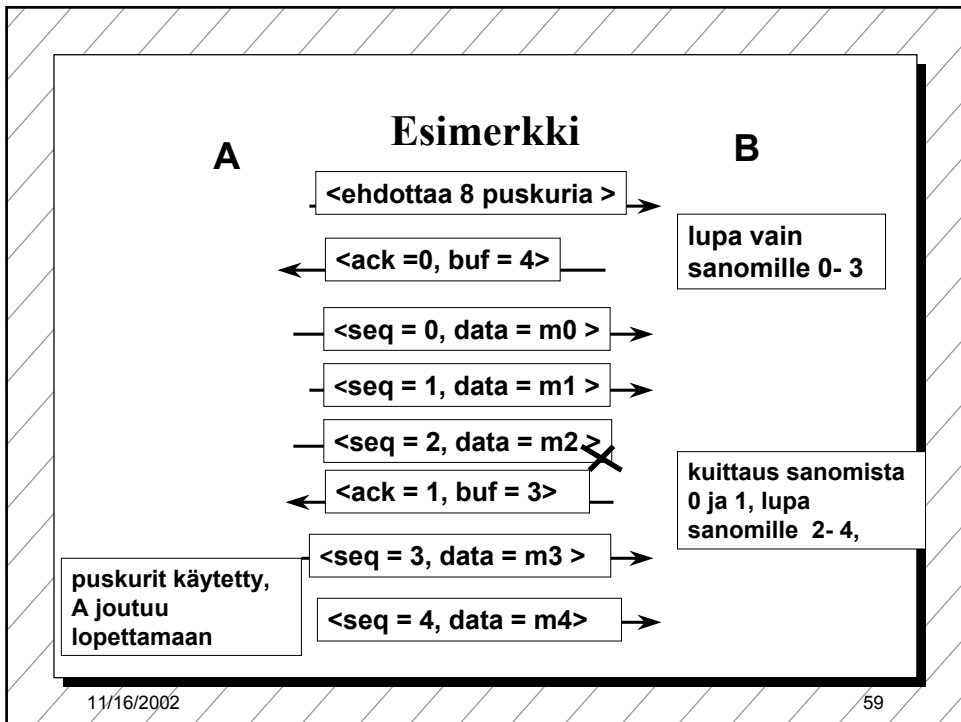 Esimerkki
A
B
<ehdottaa 8 puskuria >
lupa vain
sanomille 0- 3
<ack =0, buf = 4>
<seq = 0, data = m0 >
<seq = 1, data = m1 >
<seq = 2, data = m2 >
kuittaus sanomista
0 ja 1, lupa
sanomille 2- 4,
<ack = 1, buf = 3>
<seq = 3, data = m3 >
puskurit käytetty,
A joutuu
lopettamaan
<seq = 4, data = m4>
11/16/2002
59